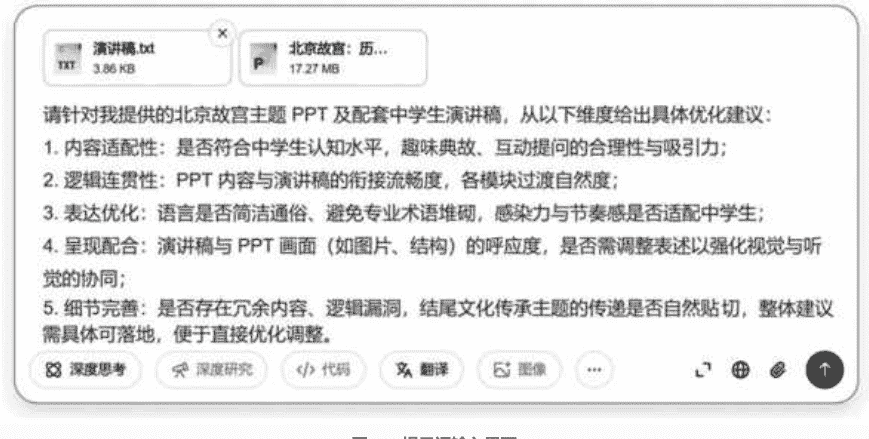 演讲稿.txt
TXT
3.86 KB
北京故宫：历...
P
17.27 MB
请针对我提供的北京故宫主题 PPT 及配套中学生演讲稿，从以下维度给出具体优化建议：
1. 内容适配性：是否符合中学生认知水平，趣味典故、互动提问的合理性与吸引力；
2. 逻辑连贯性：PPT 内容与演讲稿的衔接流畅度，各模块过渡自然度；
3. 表达优化：语言是否简洁通俗、避免专业术语堆砌，感染力与节奏感是否适配中学生；
4. 呈现配合：演讲稿与 PPT 画面（如图片、结构）的呼应度，是否需调整表述以强化视觉与听
觉的协同；
5. 细节完善：是否存在冗余内容、逻辑漏洞，结尾文化传承主题的传递是否自然贴切，整体建议
需具体可落地，便于直接优化调整。
深度思考 深度研究 代码 翻译 图像 ...